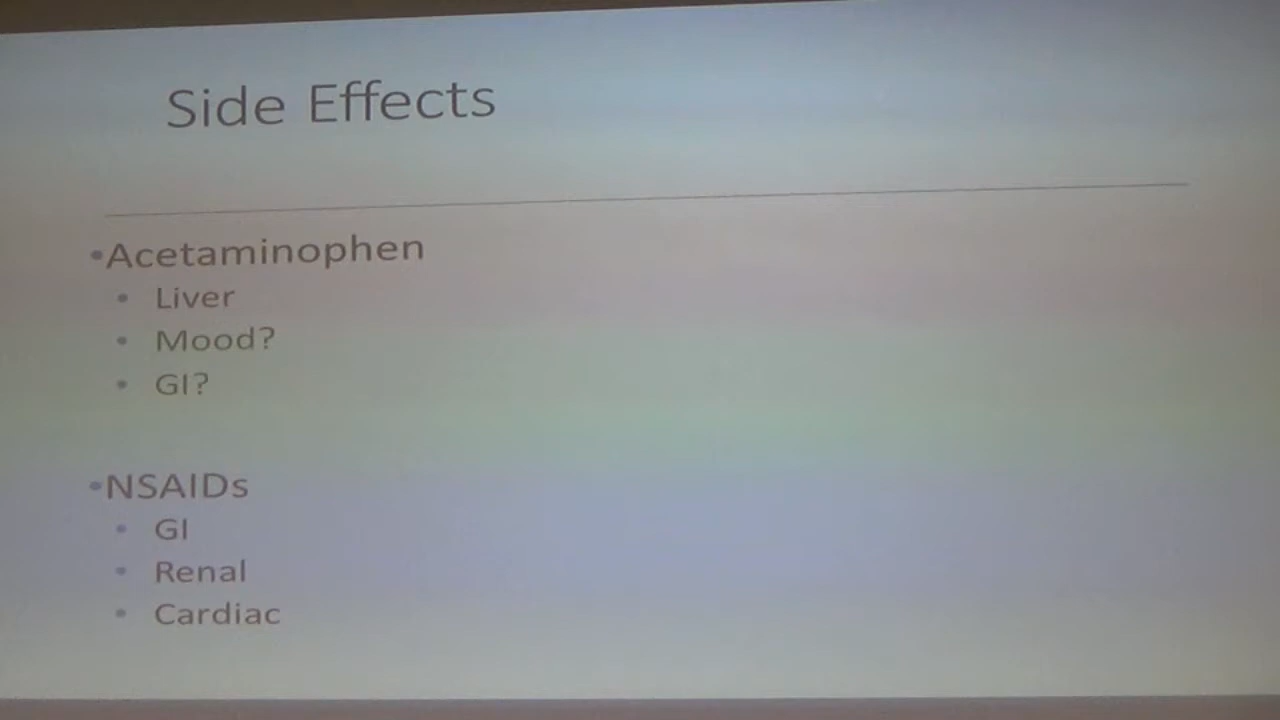 Side Effects
•Acetaminophen
• Liver
• Mood?
• GI?
•NSAIDs
• GI
• Renal
• Cardiac